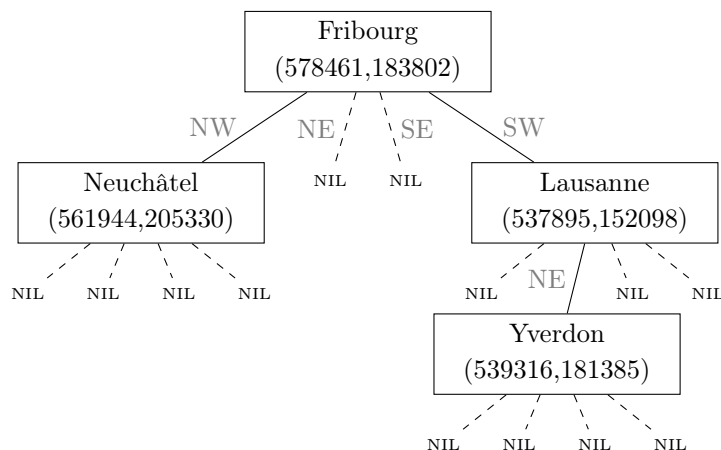 Fribourg
(578461,183802)
NW NE SE SW
NIL NIL
Neuchâtel
(561944,205330)
Lausanne
(537895,152098)
NIL NIL NIL NIL NIL NE NIL NIL
Yverdon
(539316,181385)
NIL NIL NIL NIL